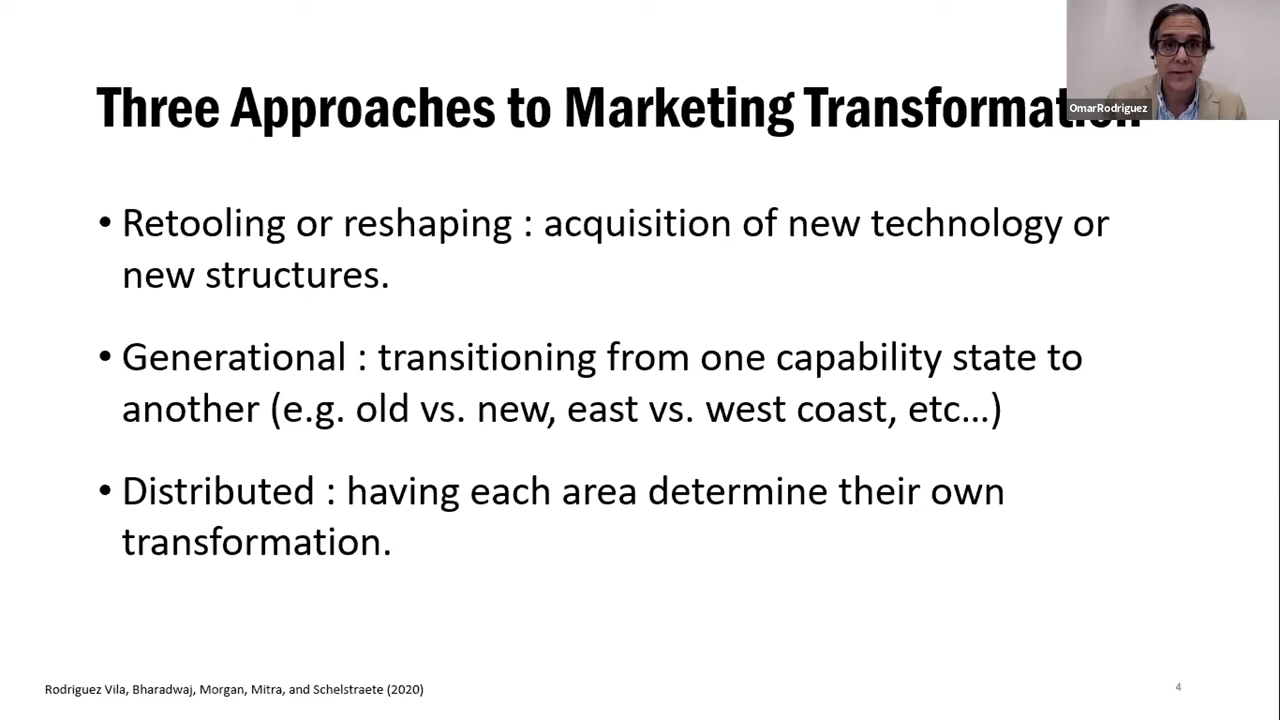 Three Approaches to Marketing Transformation
OmarRodriguez
• Retooling or reshaping : acquisition of new technology or
new structures.
• Generational : transitioning from one capability state to
another (e.g. old vs. new, east vs. west coast, etc…)
• Distributed : having each area determine their own
transformation.
Rodriguez Vila, Bharadwaj, Morgan, Mitra, and Schelstraete (2020)
4